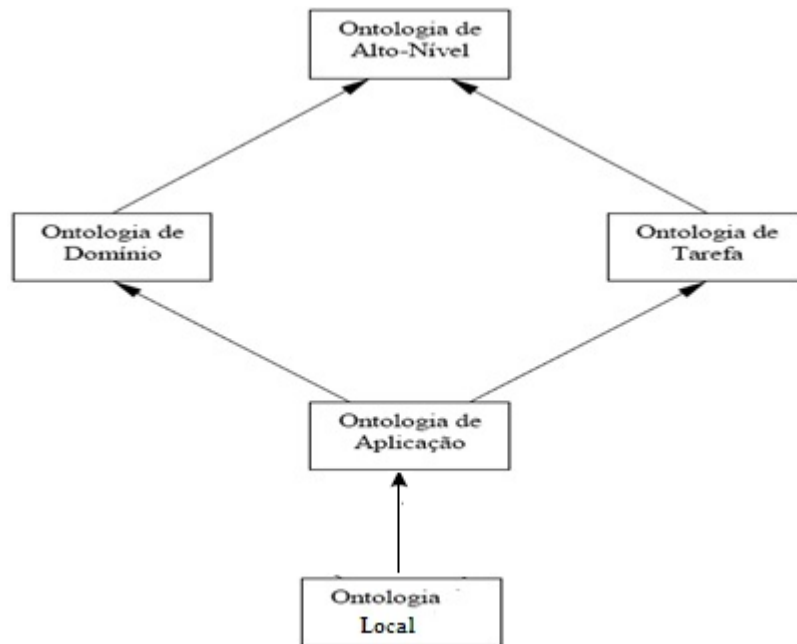 Ontologia de
Alto-Nível
Ontologia de
Domínio
Ontologia de
Tarefa
Ontologia de
Aplicação
Ontologia
Local